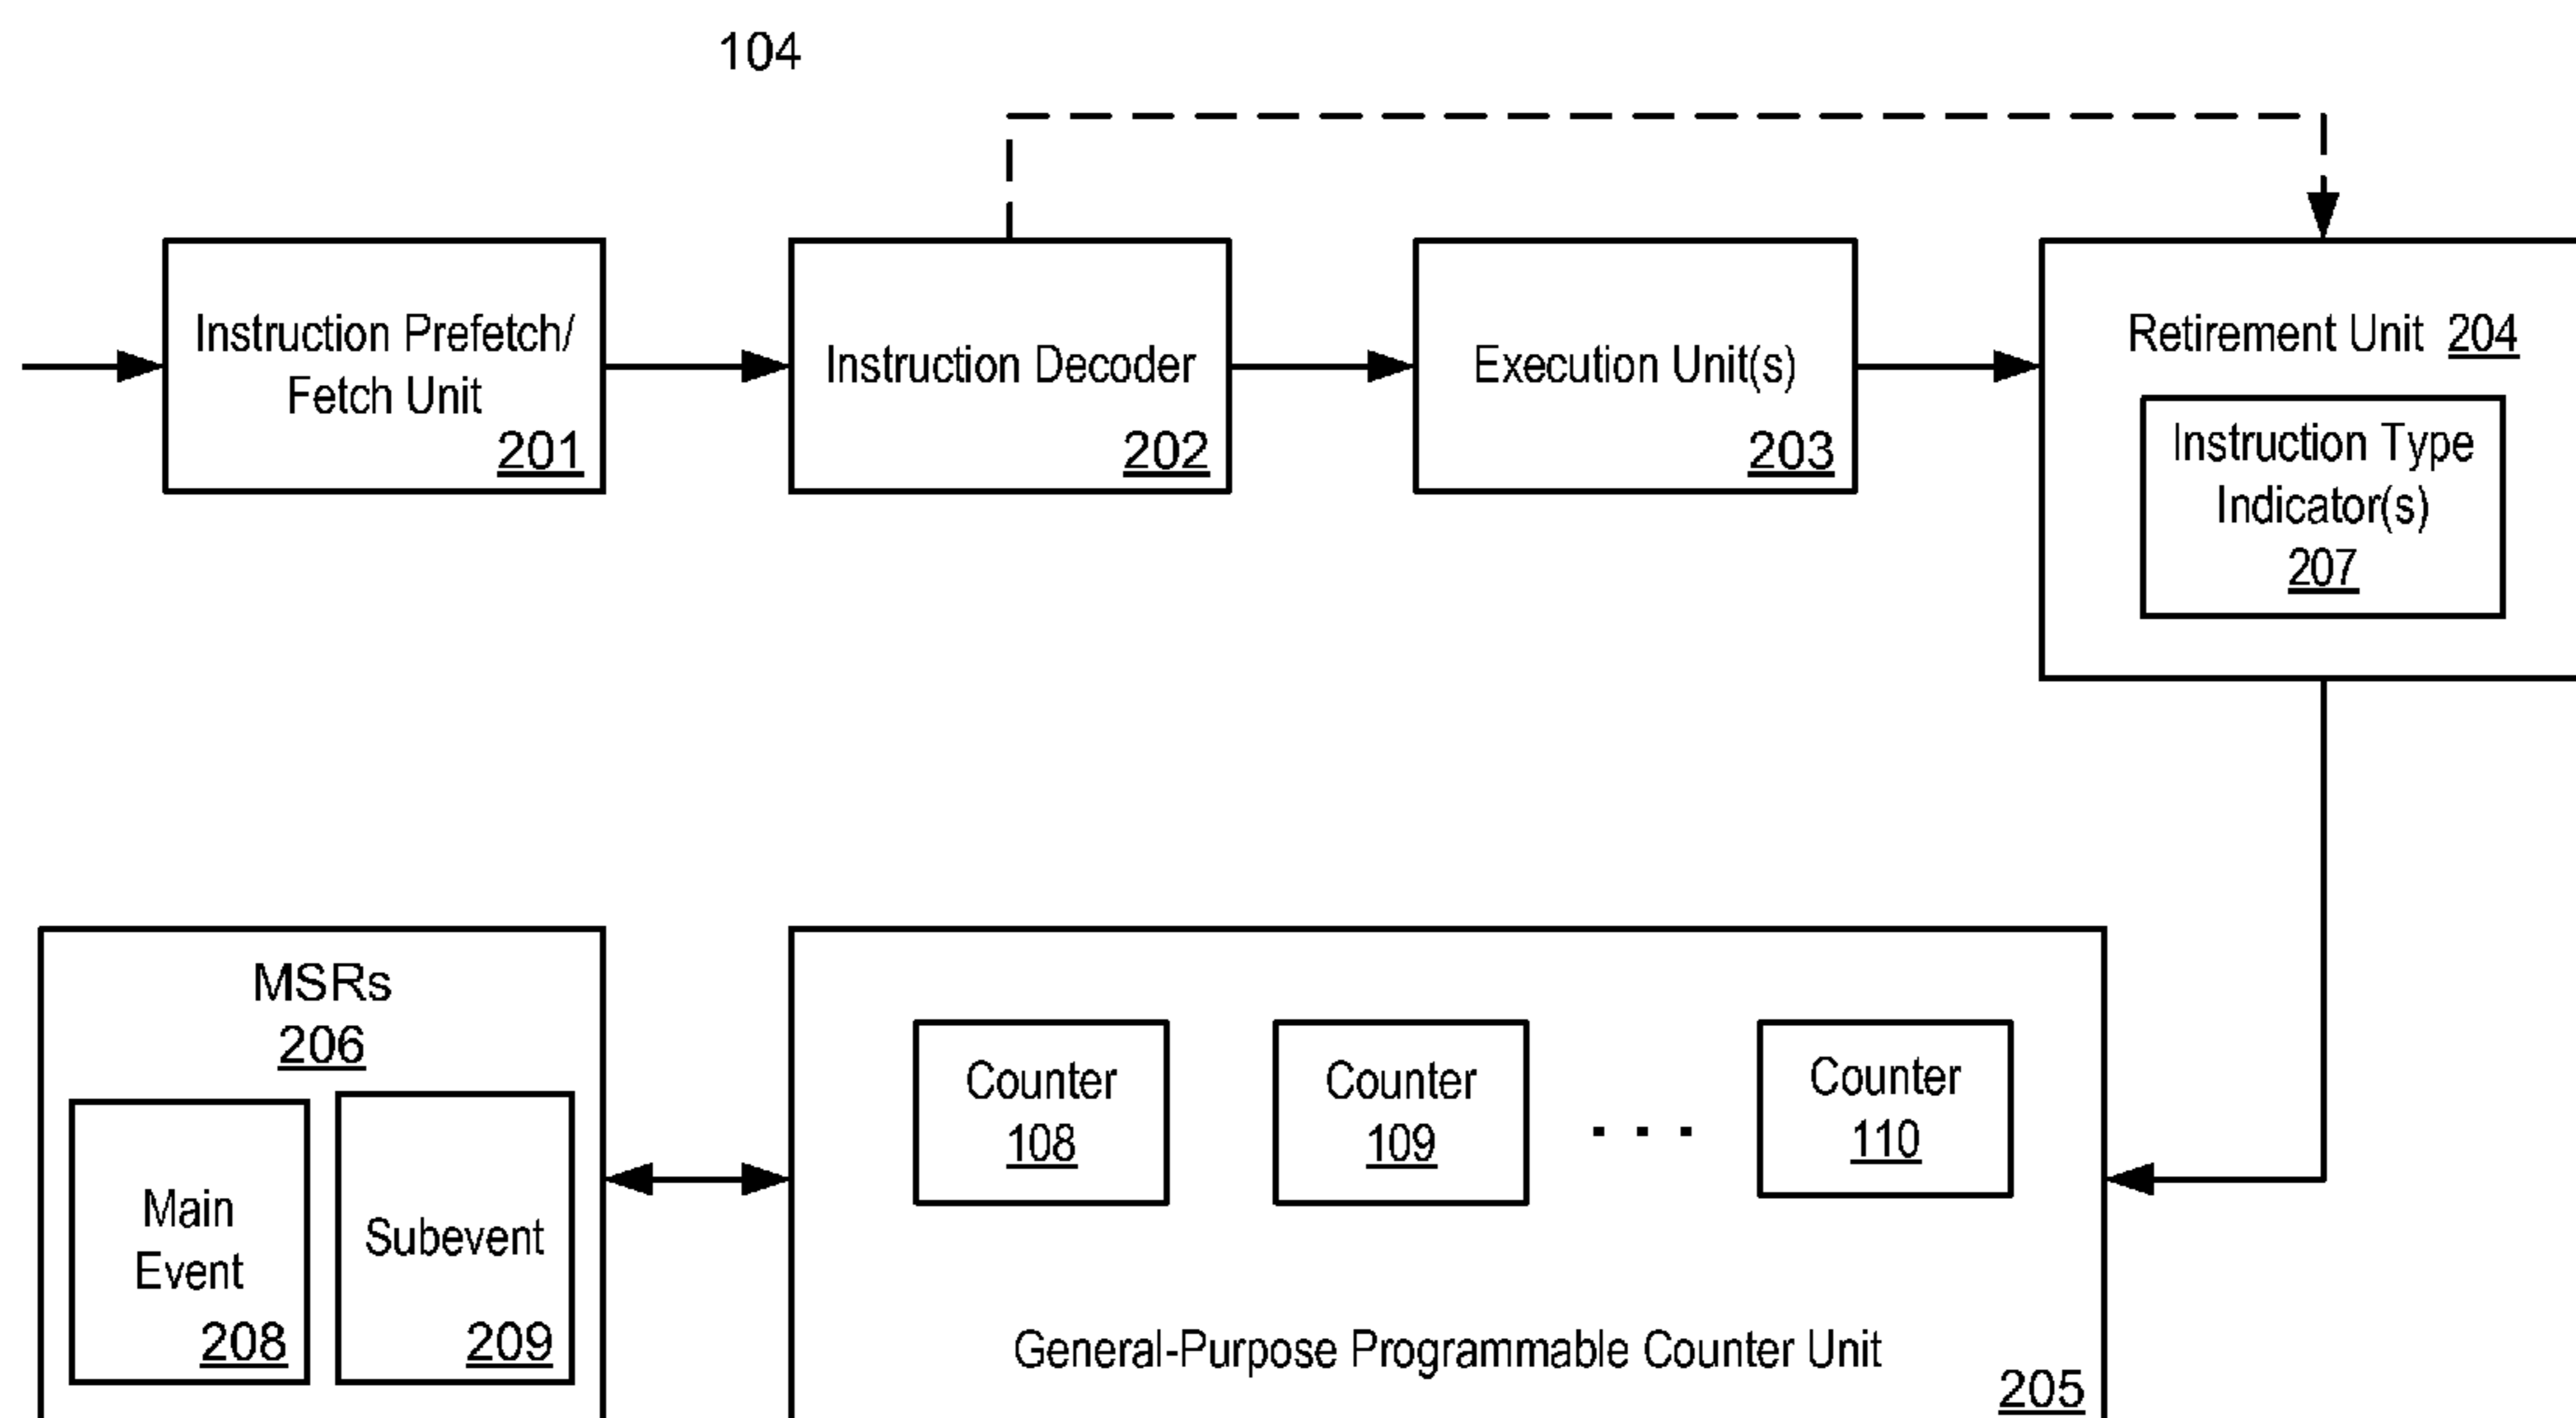 104
Instruction Prefetch/
Fetch Unit
201
Instruction Decoder
202
Execution Unit(s)
203
Retirement Unit 204
Instruction Type
Indicator(s)
207
MSRs
206
Main
Event
208
Subevent
209
Counter
108
Counter
109
. . .
Counter
110
General-Purpose Programmable Counter Unit
205